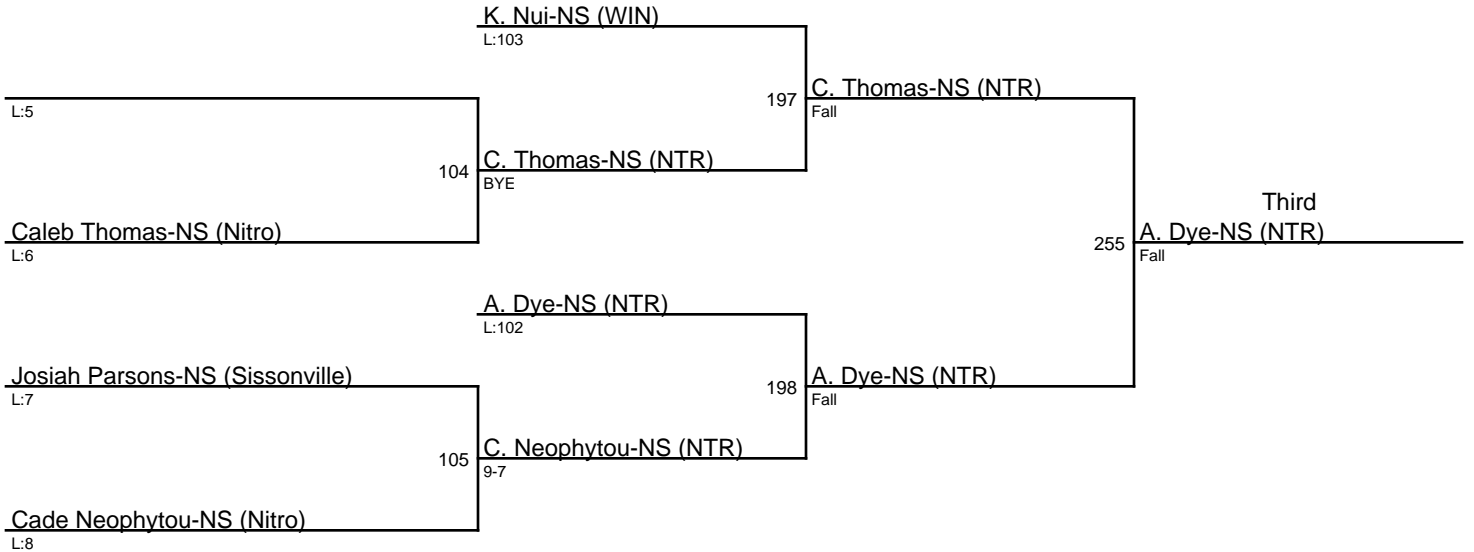 K. Nui-NS (WIN)
L:103
C. Thomas-NS (NTR)
197
Fall
L:5
C. Thomas-NS (NTR)
104
BYE
Third
Caleb Thomas-NS (Nitro)
A. Dye-NS (NTR)
255
L:6
Fall
A. Dye-NS (NTR)
L:102
Josiah Parsons-NS (Sissonville)
A. Dye-NS (NTR)
198
L:7
Fall
C. Neophytou-NS (NTR)
105
9-7
Cade Neophytou-NS (Nitro)
L:8